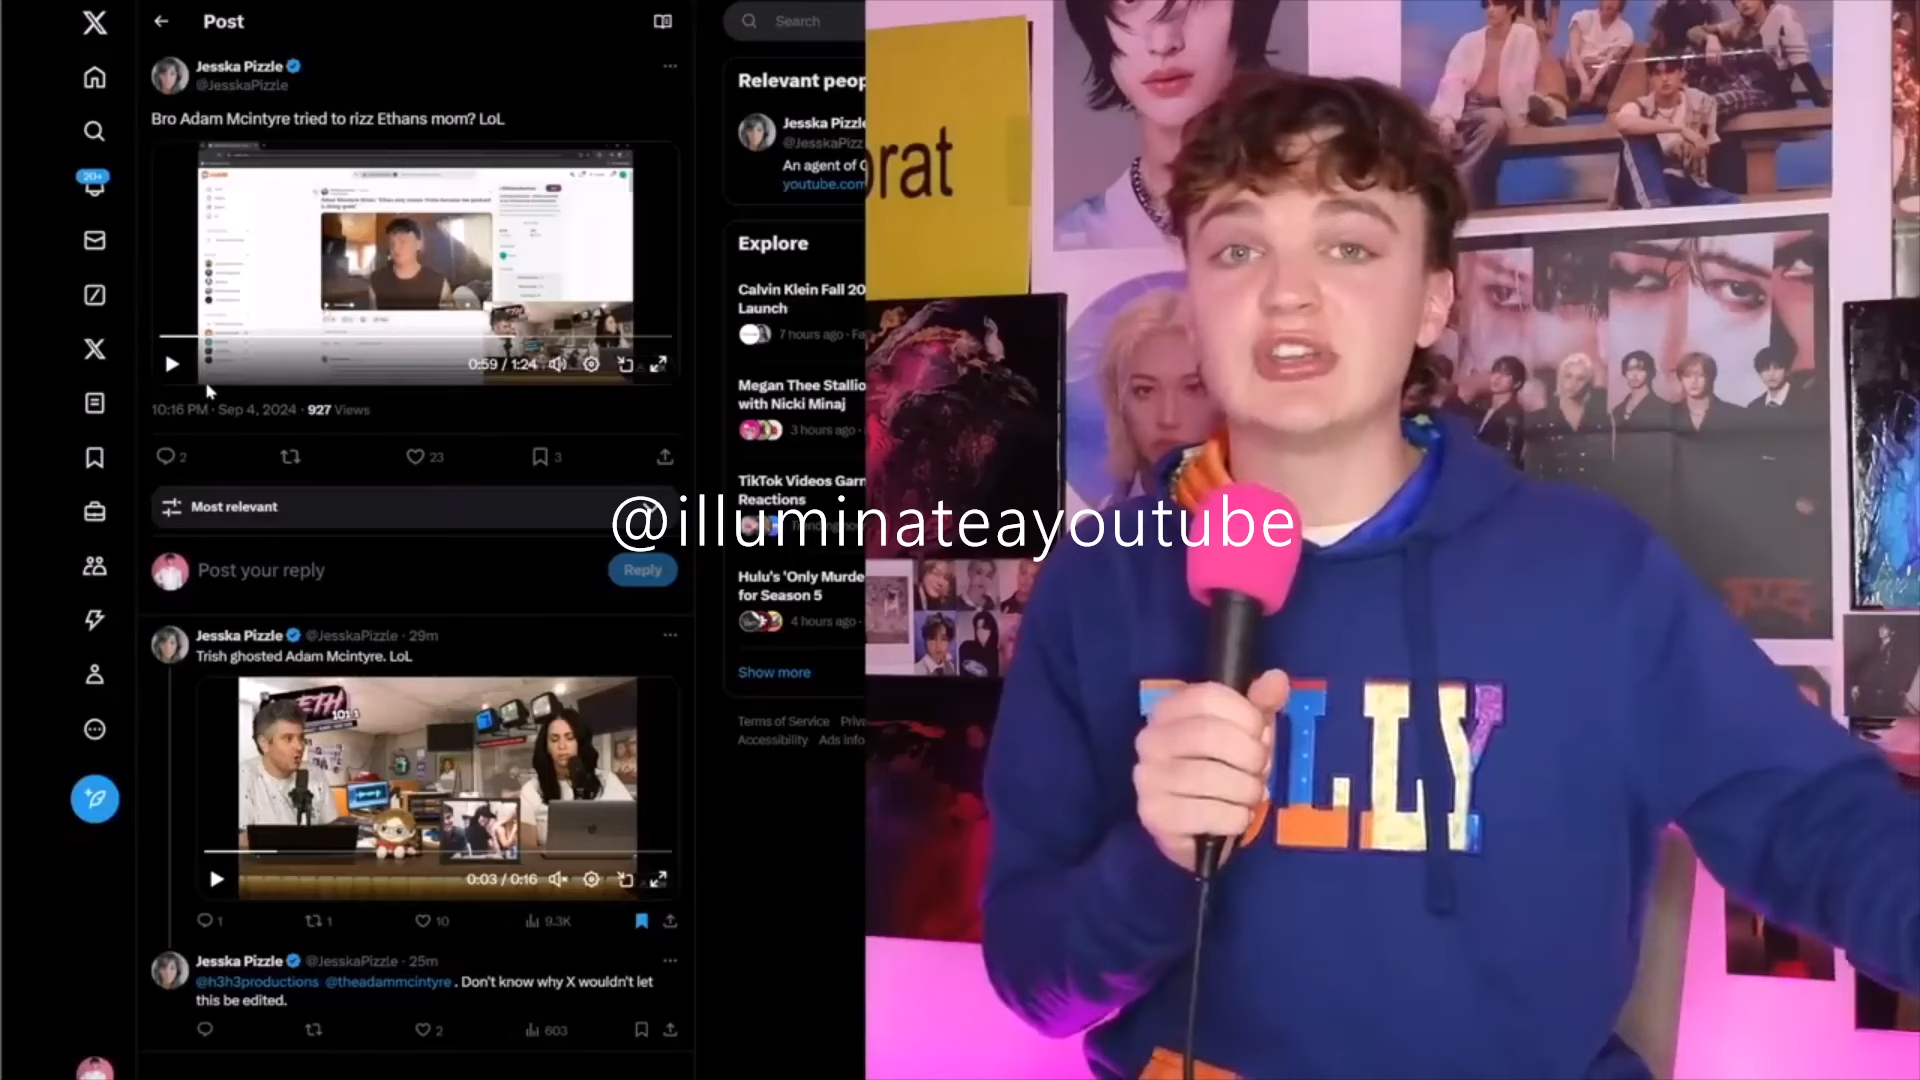 Post
Search
Jesska Pizzle
@JesskaPizzle
Bro Adam Mcintyre tried to rizz Ethans mom? LoL
20+
0:59 / 1:24
10:16 PM · Sep 4, 2024 · 927 Views
2
23
3
Most relevant
Post your reply
Reply
Jesska Pizzle @JesskaPizzle · 29m
Trish ghosted Adam Mcintyre. LoL
0:03 / 0:16
1
1
10
9.3K
Jesska Pizzle @JesskaPizzle · 25m
@h3h3productions @theadammcintyre . Don't know why X wouldn't let
this be edited.
2
603
Relevant peop
Jesska Pizzle
@JesskaPizz
An agent of
youtube.com
Explore
Calvin Klein Fall 20
Launch
7 hours ago · Fa
Megan Thee Stallio
with Nicki Minaj
3 hours ago ·
TikTok Videos Garn
Reactions
Hulu's 'Only Murde
for Season 5
4 hours ago ·
Show more
Terms of Service Priva
Accessibility Ads info
@illuminateayoutube
brat
LLY